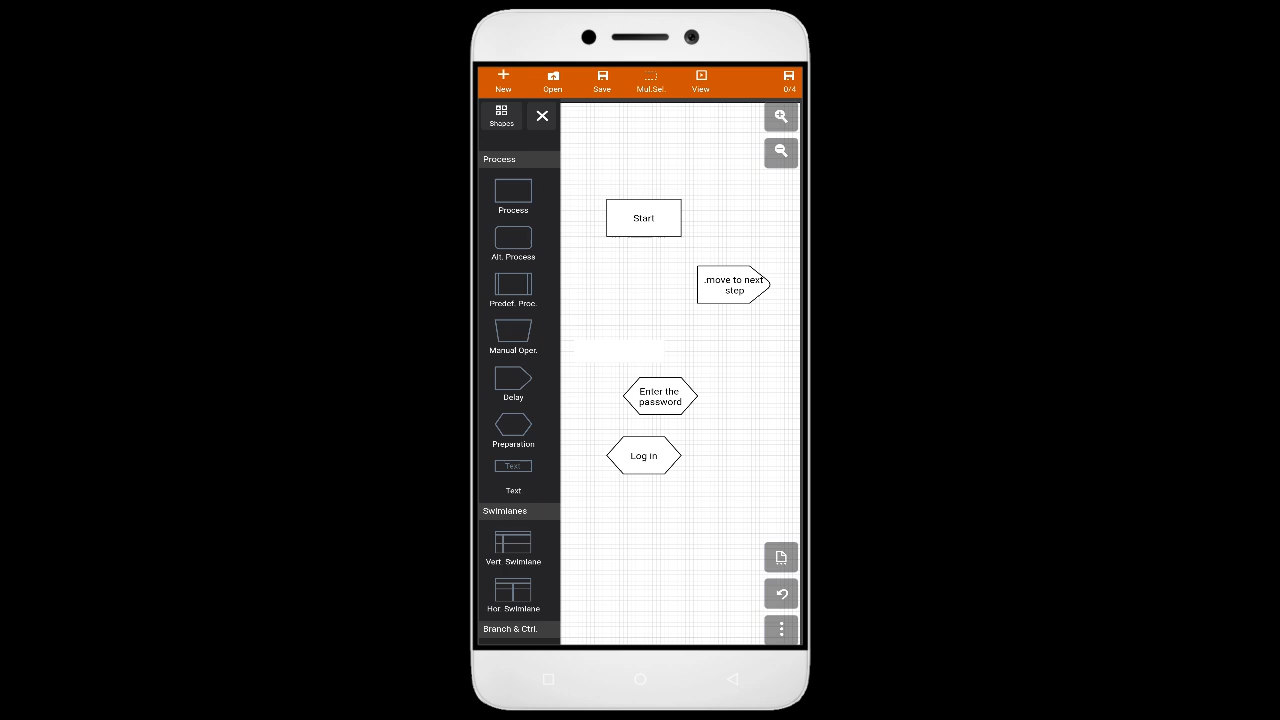 New Open Save Mul.Sel. View 0/4
Shapes
Process
Process
Alt. Process
Predef. Proc.
Manual Oper.
Delay
Preparation
Text
Text
Swimlanes
Vert. Swimlane
Hor. Swimlane
Branch & Ctrl.
Start
.move to next
step
Enter the
password
Log in